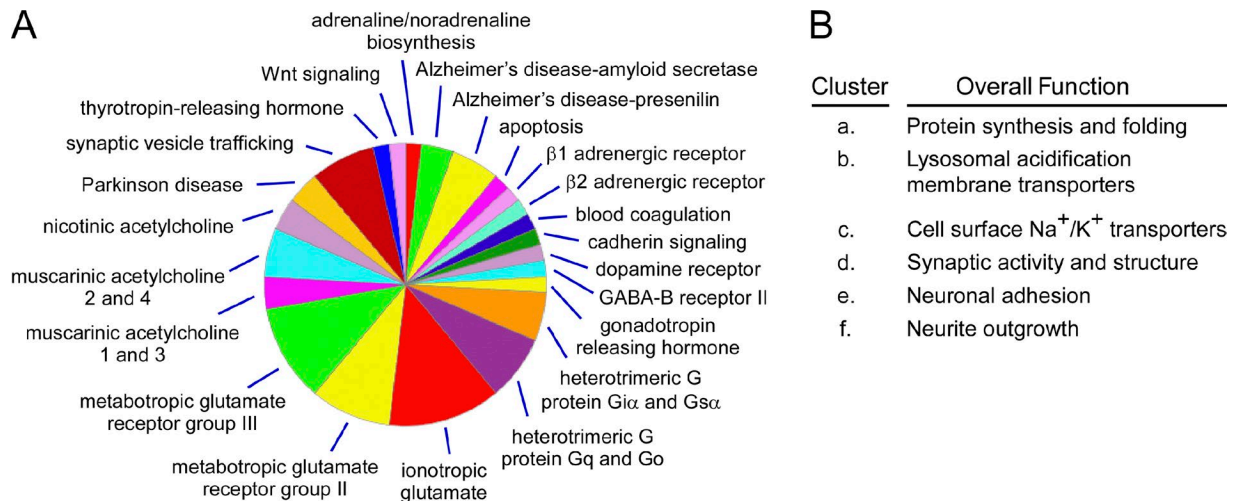 A
adrenaline/noradrenaline
biosynthesis
Wnt signaling
Alzheimer's disease-amyloid secretase
thyrotropin-releasing hormone
Alzheimer's disease-presenilin
synaptic vesicle trafficking
apoptosis
Parkinson disease
β1 adrenergic receptor
nicotinic acetylcholine
β2 adrenergic receptor
muscarinic acetylcholine
2 and 4
blood coagulation
muscarinic acetylcholine
1 and 3
cadherin signaling
dopamine receptor
GABA-B receptor II
gonadotropin
releasing hormone
metabotropic glutamate
receptor group III
heterotrimeric G
protein Giα and Gsα
metabotropic glutamate
receptor group II
ionotropic
glutamate
heterotrimeric G
protein Gq and Go
B
Cluster Overall Function
a. Protein synthesis and folding
b. Lysosomal acidification
membrane transporters
c. Cell surface Na+/K+ transporters
d. Synaptic activity and structure
e. Neuronal adhesion
f. Neurite outgrowth